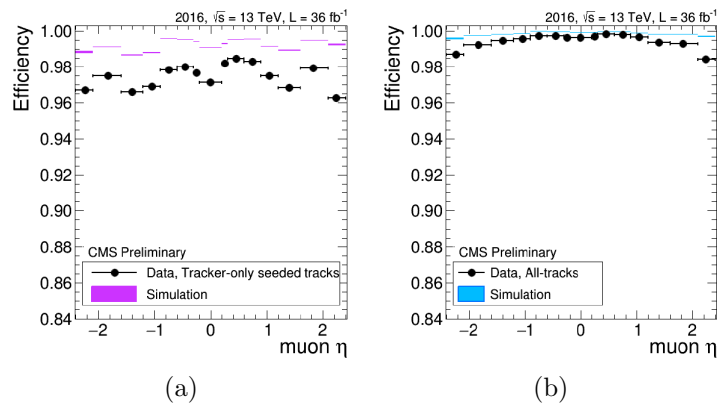 2016, √s = 13 TeV, L = 36 fb⁻¹
Efficiency
1.00
0.98
0.96
0.94
0.92
0.90
0.88
0.86
0.84
CMS Preliminary
Data, Tracker-only seeded tracks
Simulation
−2 −1 0 1 2
muon η
(a)
2016, √s = 13 TeV, L = 36 fb⁻¹
Efficiency
1.00
0.98
0.96
0.94
0.92
0.90
0.88
0.86
0.84
CMS Preliminary
Data, All-tracks
Simulation
−2 −1 0 1 2
muon η
(b)